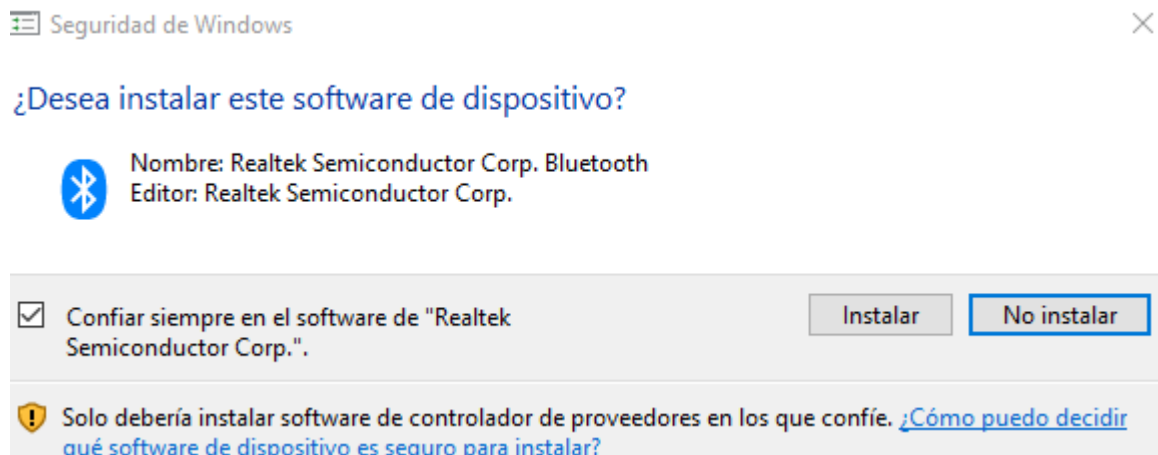 Seguridad de Windows
¿Desea instalar este software de dispositivo?
Nombre: Realtek Semiconductor Corp. Bluetooth
Editor: Realtek Semiconductor Corp.
Confiar siempre en el software de "Realtek
Semiconductor Corp.".
Instalar
No instalar
Solo debería instalar software de controlador de proveedores en los que confíe. ¿Cómo puedo decidir
qué software de dispositivo es seguro para instalar?